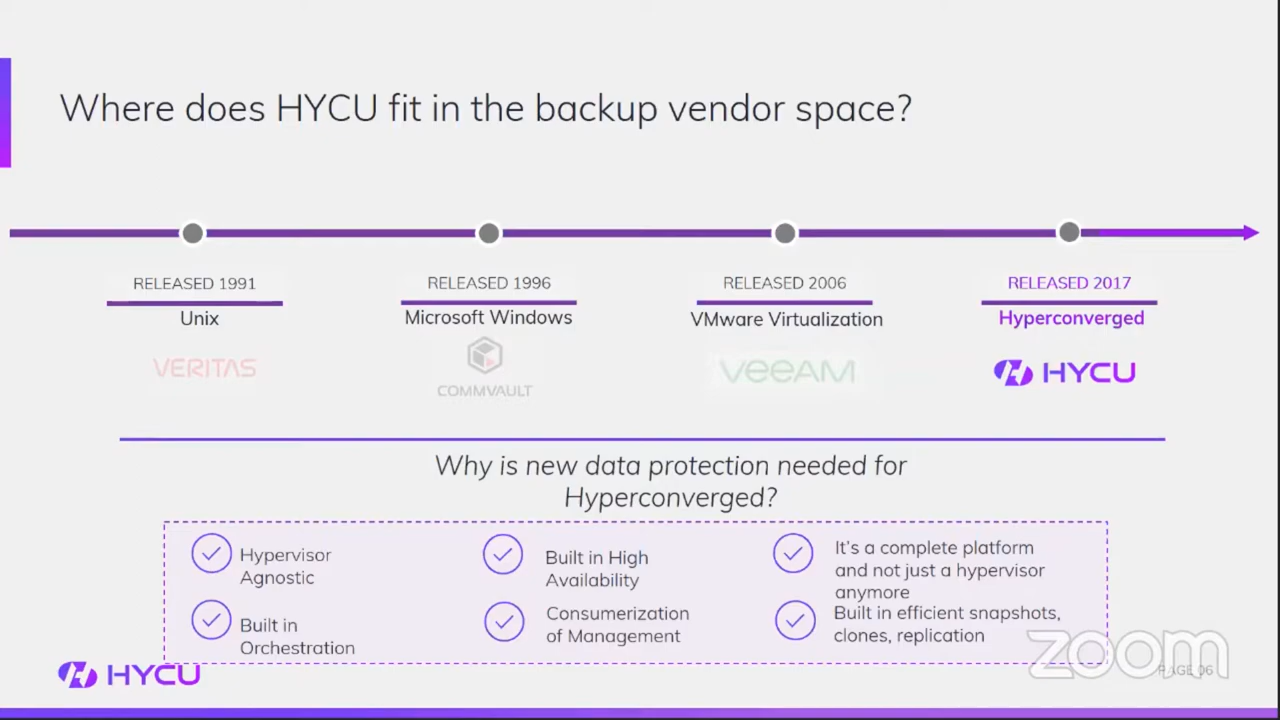 Where does HYCU fit in the backup vendor space?
RELEASED 1991
Unix
VERITAS
RELEASED 1996
Microsoft Windows
COMMVAULT
RELEASED 2006
VMware Virtualization
veeAM
RELEASED 2017
Hyperconverged
HYCU
Why is new data protection needed for
Hyperconverged?
Hypervisor
Agnostic
Built in High
Availability
It's a complete platform
and not just a hypervisor
anymore
Built in
Orchestration
Consumerization
of Management
Built in efficient snapshots,
clones, replication
HYCU
zoom
PAGE 06